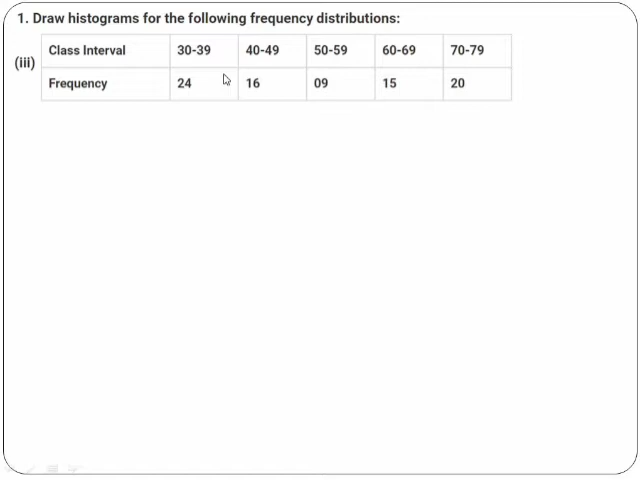 1. Draw histograms for the following frequency distributions:
(iii)
Class Interval 30-39 40-49 50-59 60-69 70-79
Frequency 24 16 09 15 20